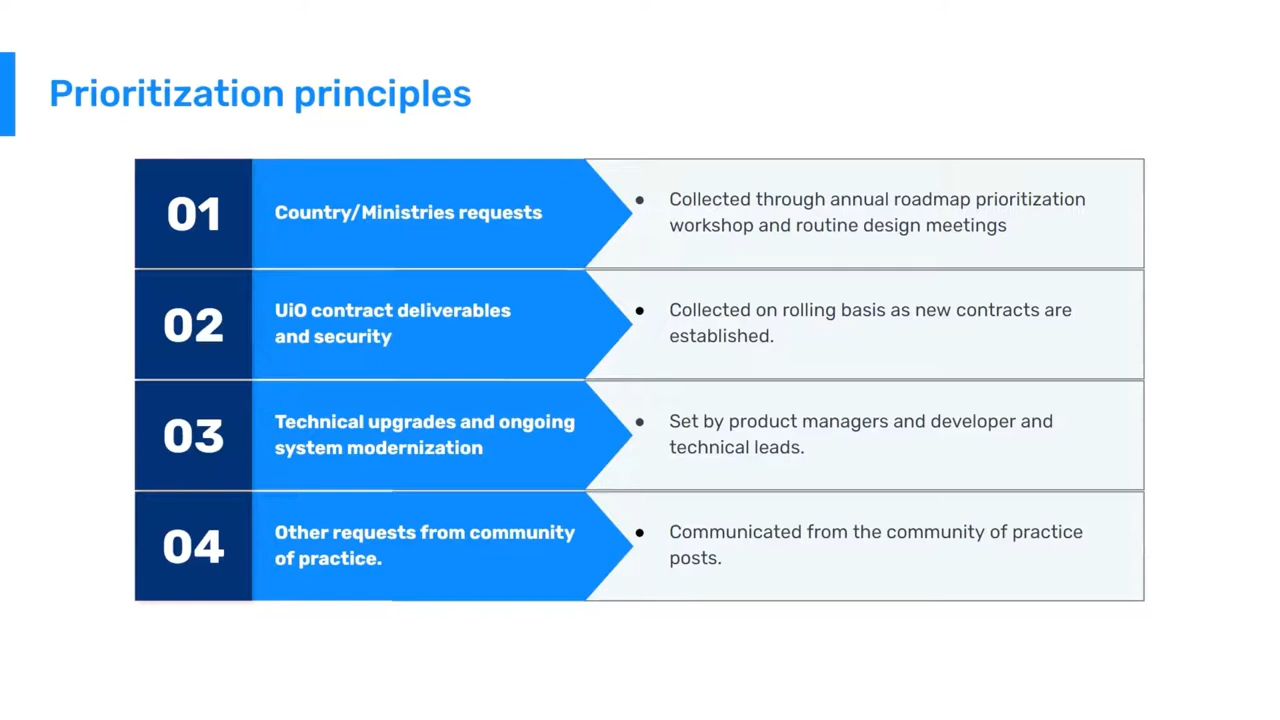 Prioritization principles
01
Country/Ministries requests
• Collected through annual roadmap prioritization
workshop and routine design meetings
02
UiO contract deliverables
and security
• Collected on rolling basis as new contracts are
established.
03
Technical upgrades and ongoing
system modernization
• Set by product managers and developer and
technical leads.
04
Other requests from community
of practice.
• Communicated from the community of practice
posts.